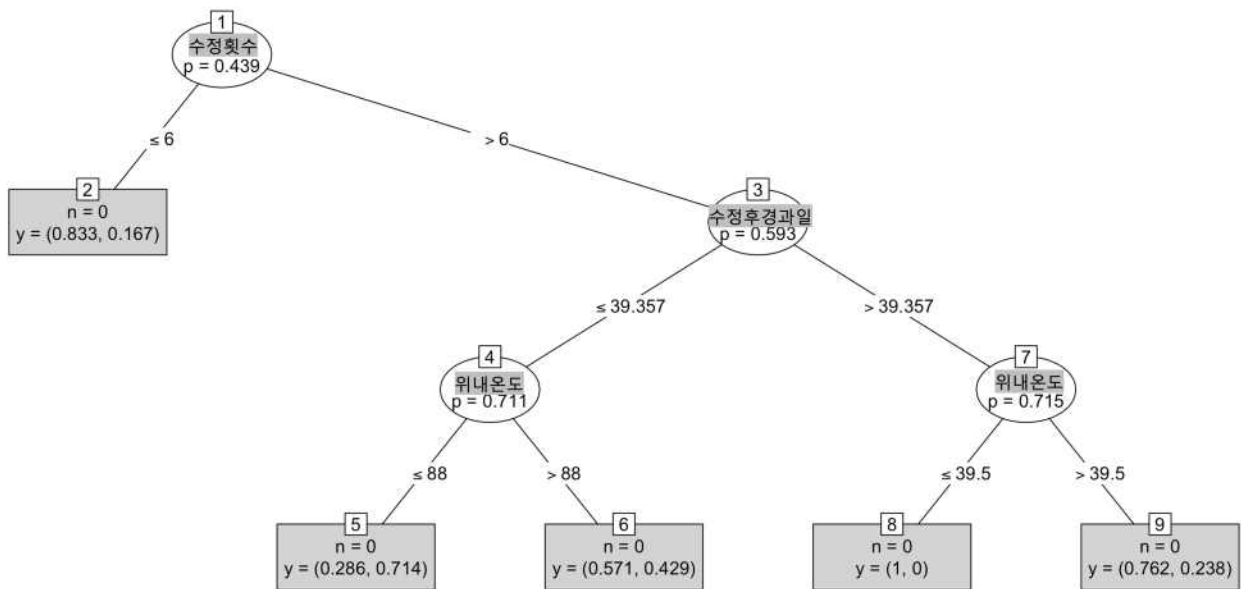 1
수정횟수
p = 0.439
≤ 6
> 6
2
n = 0
y = (0.833, 0.167)
3
수정후경과일
p = 0.593
≤ 39.357
> 39.357
4
위내온도
p = 0.711
7
위내온도
p = 0.715
≤ 88
> 88
≤ 39.5
> 39.5
5
n = 0
y = (0.286, 0.714)
6
n = 0
y = (0.571, 0.429)
8
n = 0
y = (1, 0)
9
n = 0
y = (0.762, 0.238)